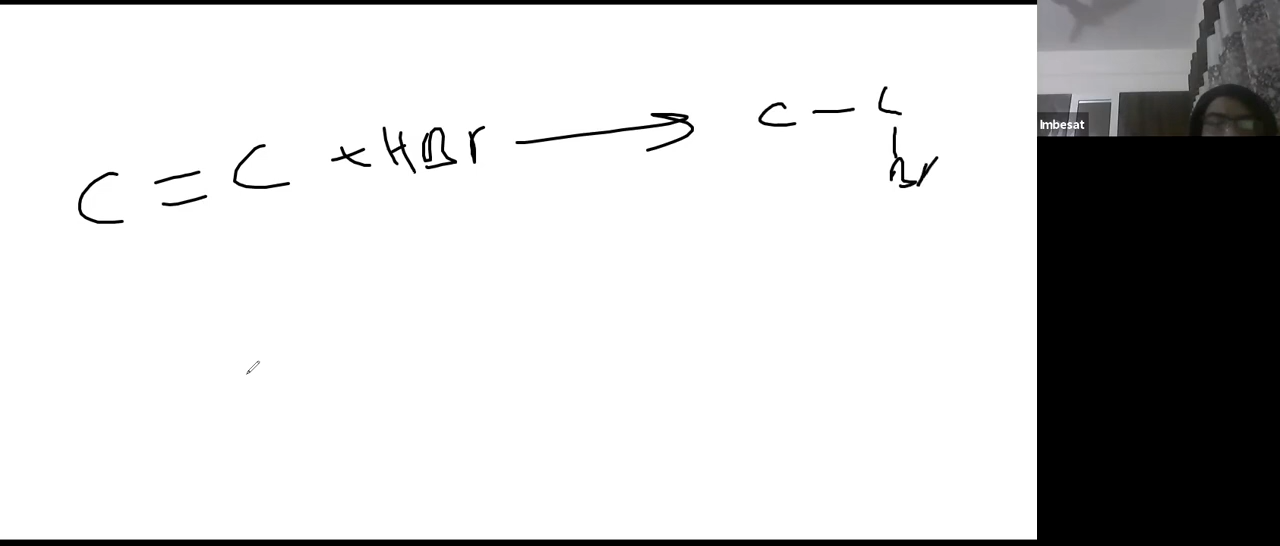 C = C + HBr ⟶ C - C
|
Br
Imbesat